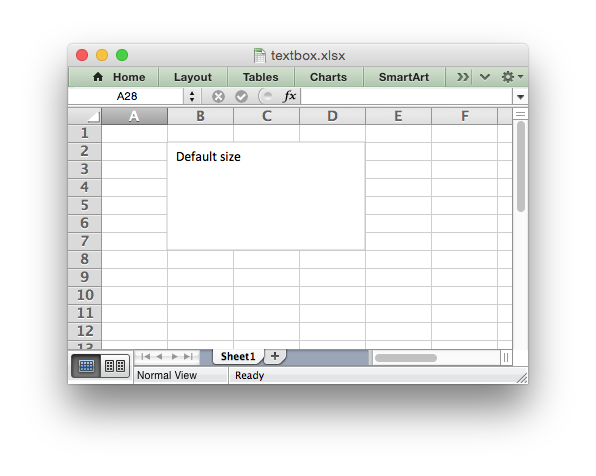 textbox.xlsx
Home Layout Tables Charts SmartArt
A28 fx
A B C D E F
1
2
Default size
3
4
5
6
7
8
9
10
11
12
13
Sheet1 +
Normal View Ready